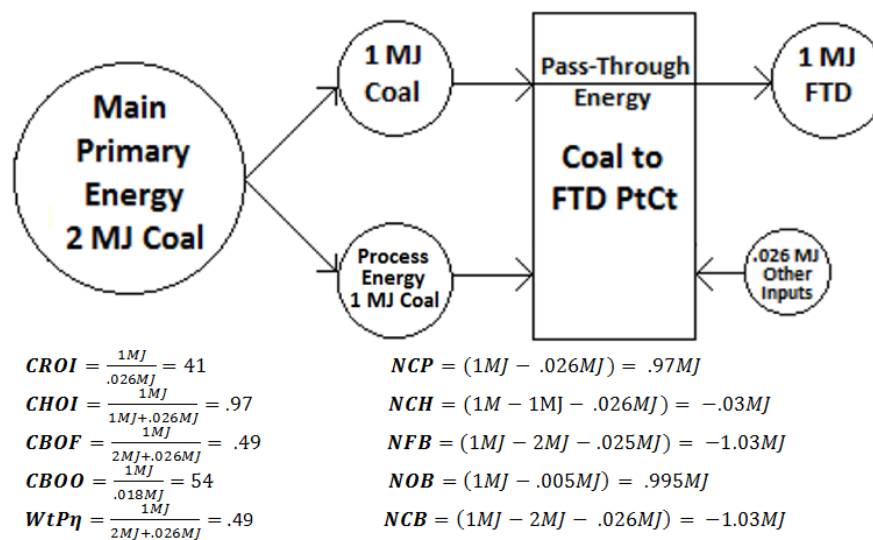 Main
Primary
Energy
2 MJ Coal
1 MJ
Coal
Process
Energy
1 MJ Coal
Pass-Through
Energy
Coal to
FTD PtCt
1 MJ
FTD
.026 MJ
Other
Inputs
CROI = 1MJ/.026MJ = 41
NCP = (1MJ − .026MJ) = .97MJ
CHOI = 1MJ/1MJ+.026MJ = .97
NCH = (1M − 1MJ − .026MJ) = −.03MJ
CBOF = 1MJ/2MJ+.026MJ = .49
NFB = (1MJ − 2MJ − .025MJ) = −1.03MJ
CBOO = 1MJ/.018MJ = 54
NOB = (1MJ − .005MJ) = .995MJ
WtPη = 1MJ/2MJ+.026MJ = .49
NCB = (1MJ − 2MJ − .026MJ) = −1.03MJ